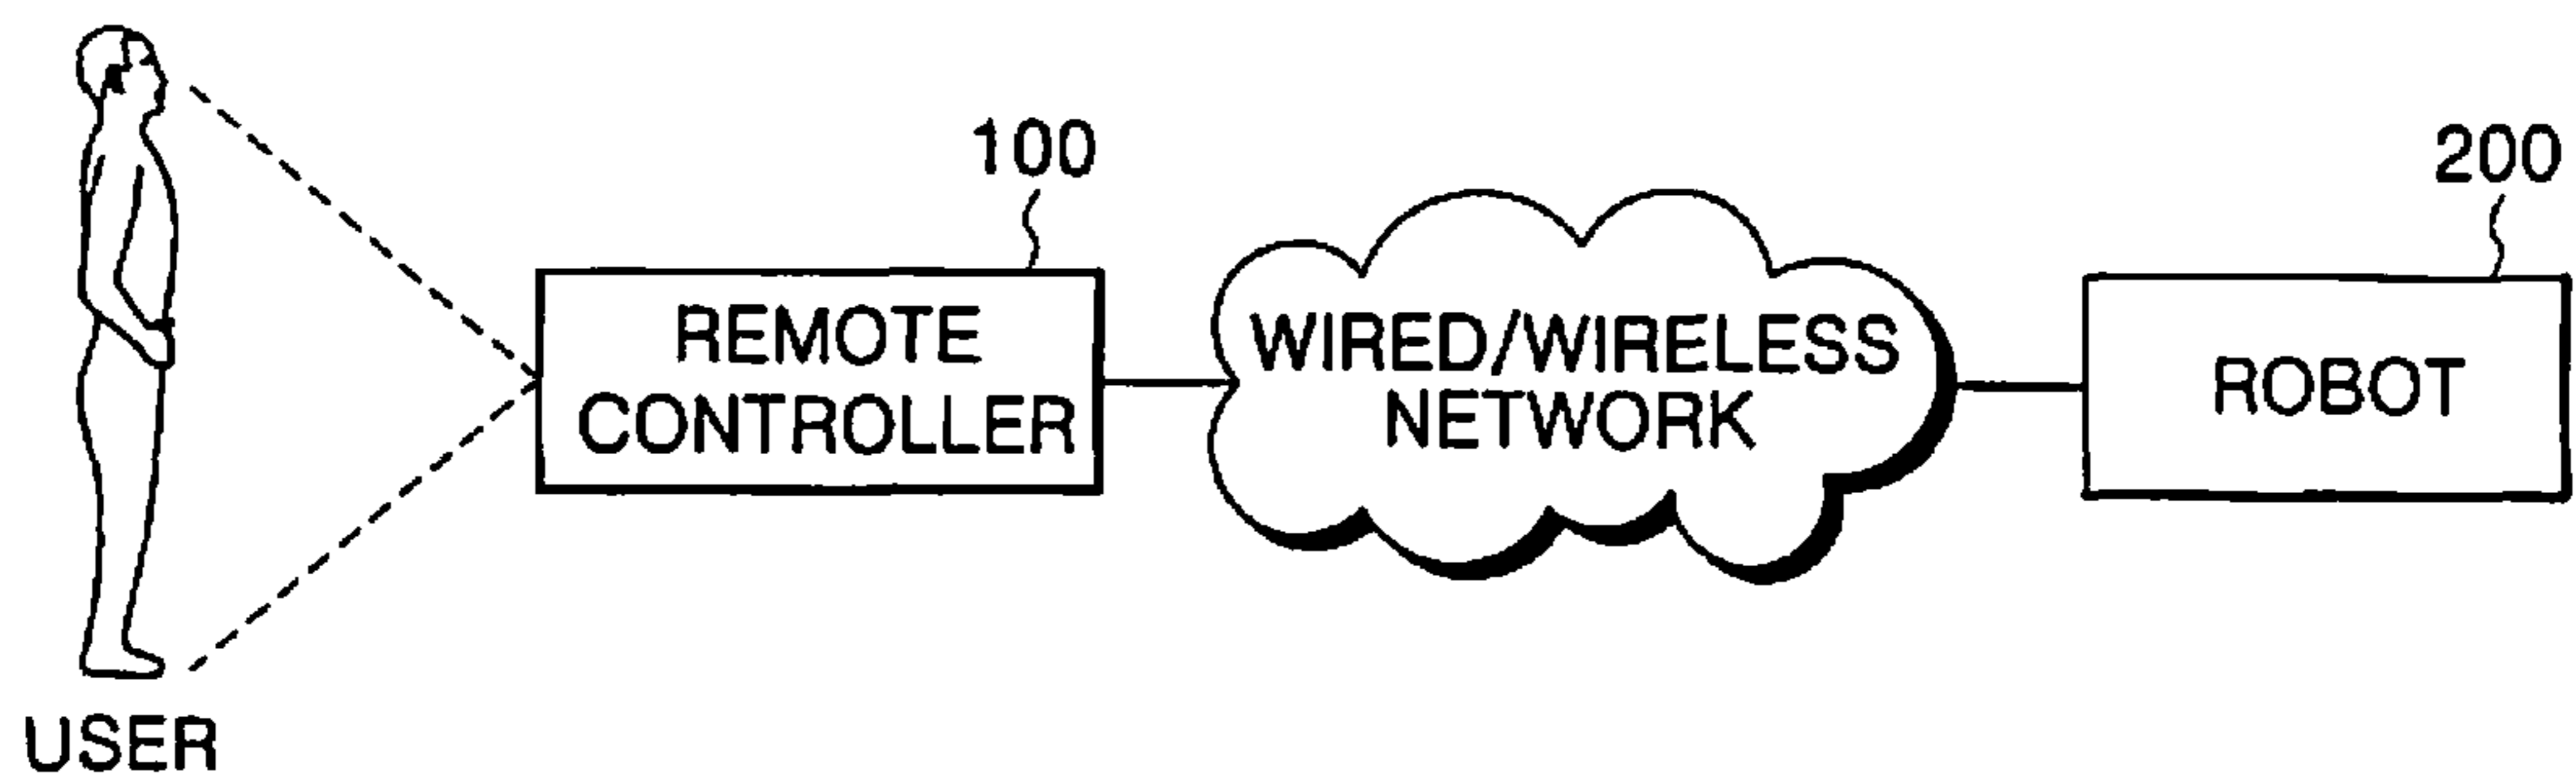 100
200
REMOTE
CONTROLLER
WIRED/WIRELESS
NETWORK
ROBOT
USER